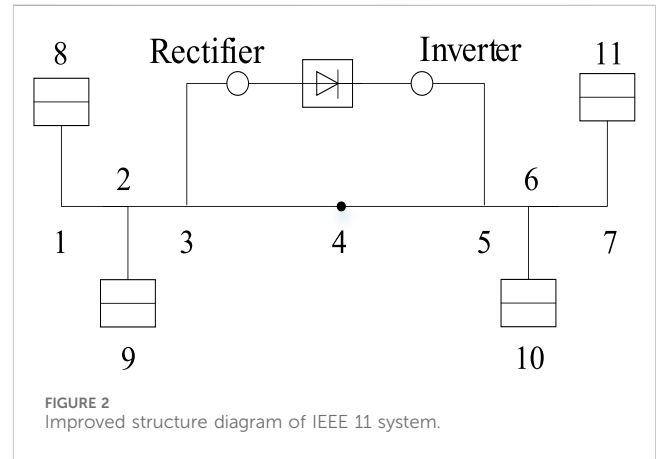 Rectifier
Inverter
8
11
2
6
1
3
4
5
7
9
10
FIGURE 2
Improved structure diagram of IEEE 11 system.